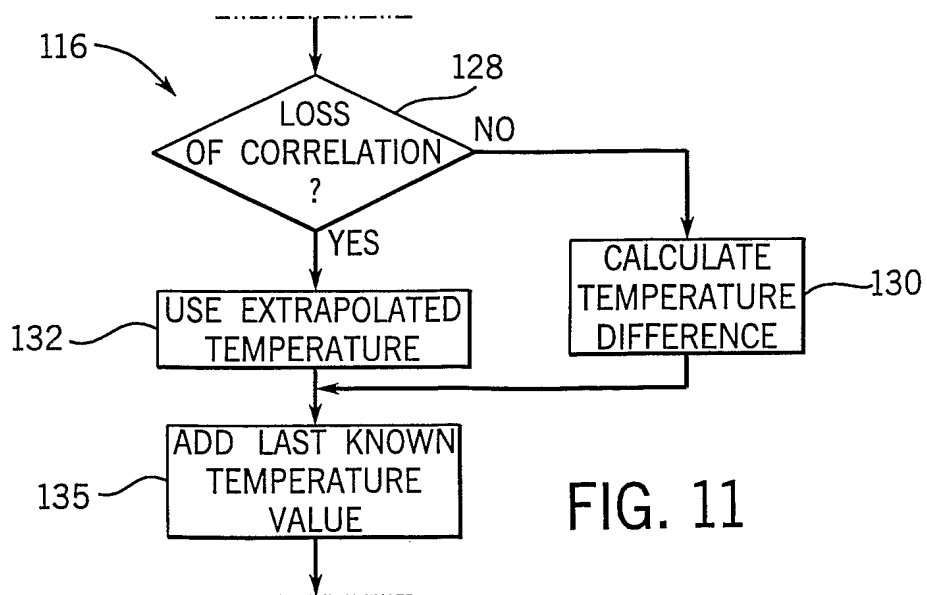 116
128
LOSS
OF CORRELATION
?
NO
YES
CALCULATE
TEMPERATURE
DIFFERENCE
130
USE EXTRAPOLATED
TEMPERATURE
132
ADD LAST KNOWN
TEMPERATURE
VALUE
135
FIG. 11